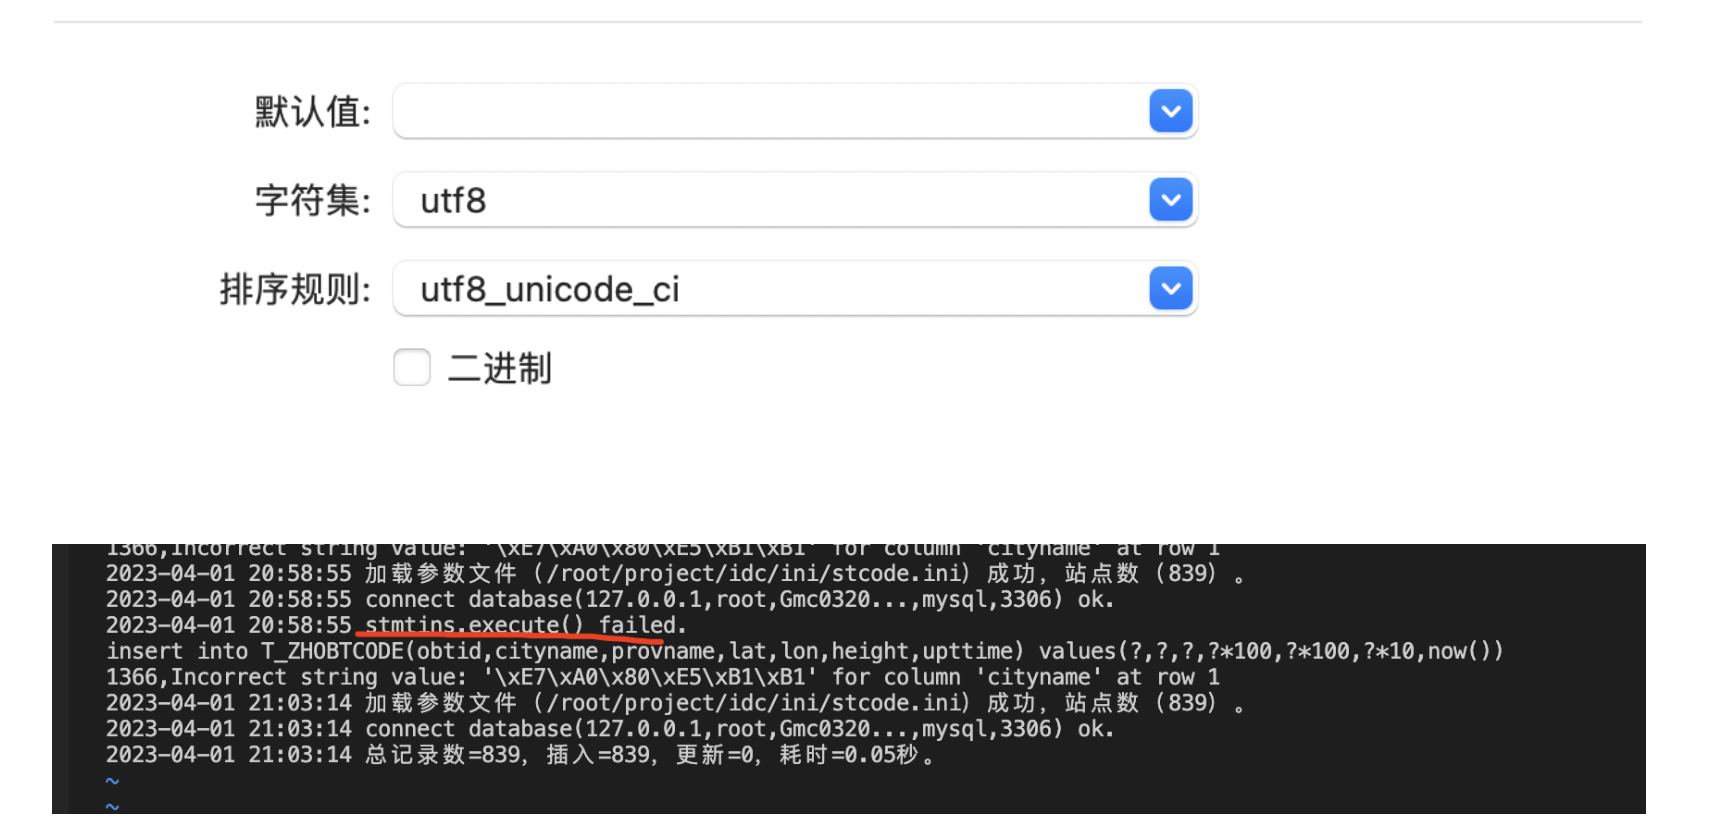 默认值:
字符集: utf8
排序规则: utf8_unicode_ci
二进制
1366,Incorrect string value: '\xE7\xA0\x80\xE5\xB1\xB1' for column 'cityname' at row 1
2023-04-01 20:58:55 加载参数文件（/root/project/idc/ini/stcode.ini）成功，站点数（839）。
2023-04-01 20:58:55 connect database(127.0.0.1,root,Gmc0320...,mysql,3306) ok.
2023-04-01 20:58:55 stmtins.execute() failed.
insert into T_ZHOBTCODE(obtid,cityname,provname,lat,lon,height,upttime) values(?,?,?,?*100,?*100,?*10,now())
1366,Incorrect string value: '\xE7\xA0\x80\xE5\xB1\xB1' for column 'cityname' at row 1
2023-04-01 21:03:14 加载参数文件（/root/project/idc/ini/stcode.ini）成功，站点数（839）。
2023-04-01 21:03:14 connect database(127.0.0.1,root,Gmc0320...,mysql,3306) ok.
2023-04-01 21:03:14 总记录数=839，插入=839，更新=0，耗时=0.05秒。
~
~